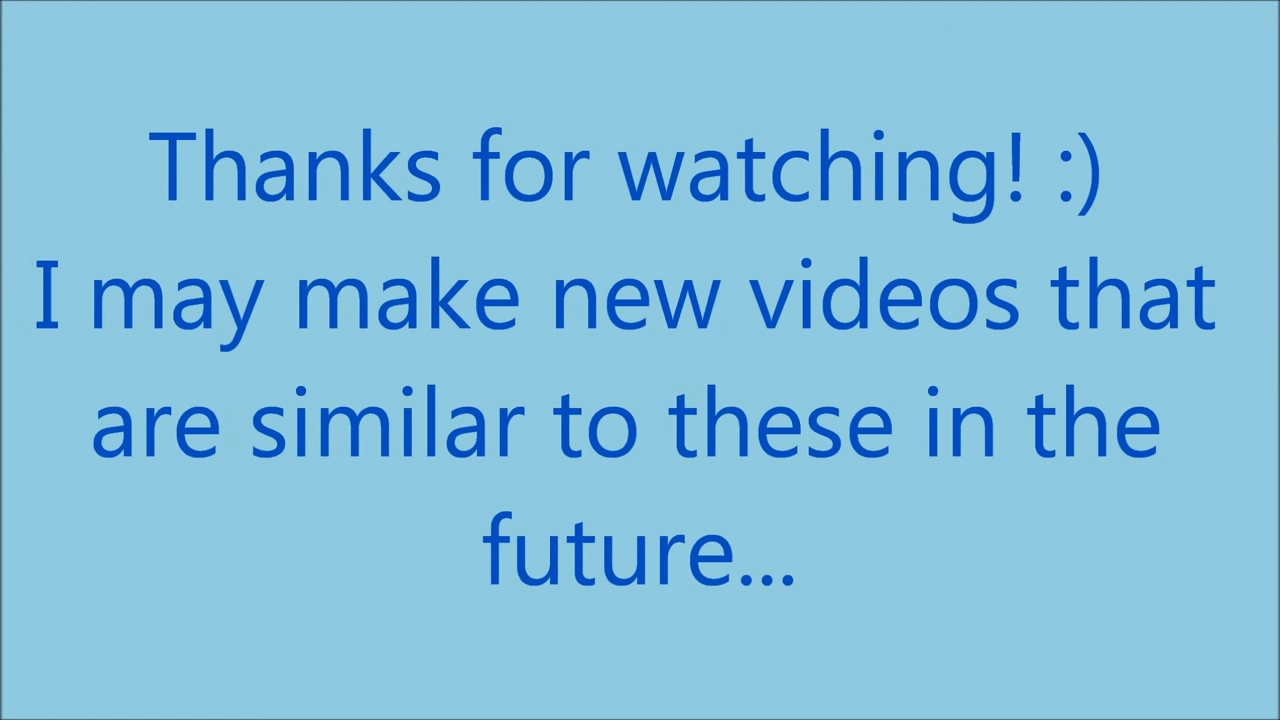 Thanks for watching! :)
I may make new videos that
are similar to these in the
future...